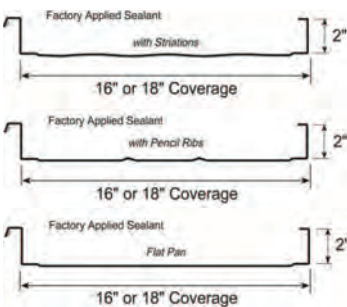 Factory Applied Sealant
with Striations
2"
16" or 18" Coverage
Factory Applied Sealant
with Pencil Ribs
2"
16" or 18" Coverage
Factory Applied Sealant
Flat Pan
2"
16" or 18" Coverage